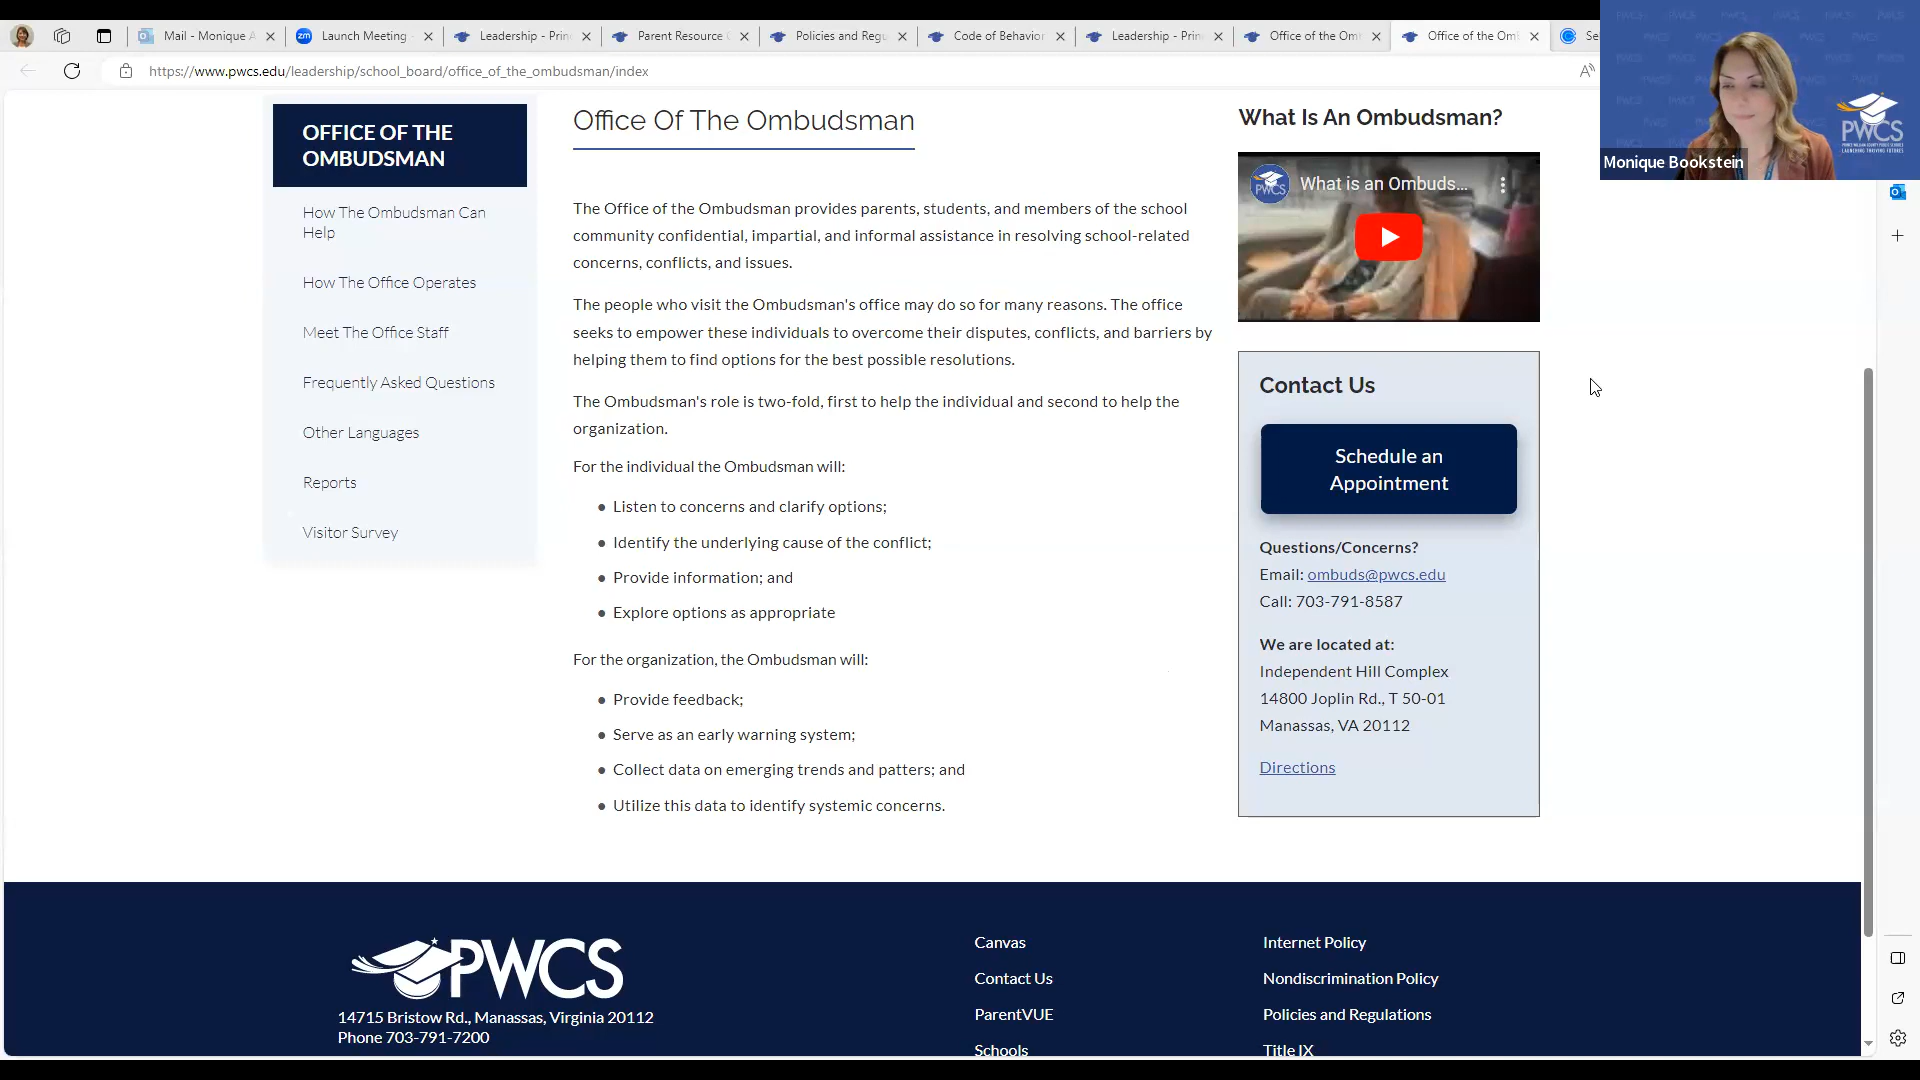 Mail - Monique A
Launch Meeting -
Leadership - Prin
Parent Resource C
Policies and Regu
Code of Behavior
Leadership - Prin
Office of the Om
Office of the Omb
Se
https://www.pwcs.edu/leadership/school_board/office_of_the_ombudsman/index
PWCS
Monique Bookstein
OFFICE OF THE
OMBUDSMAN
How The Ombudsman Can
Help
How The Office Operates
Meet The Office Staff
Frequently Asked Questions
Other Languages
Reports
Visitor Survey
Office Of The Ombudsman
The Office of the Ombudsman provides parents, students, and members of the school
community confidential, impartial, and informal assistance in resolving school-related
concerns, conflicts, and issues.
The people who visit the Ombudsman's office may do so for many reasons. The office
seeks to empower these individuals to overcome their disputes, conflicts, and barriers by
helping them to find options for the best possible resolutions.
The Ombudsman's role is two-fold, first to help the individual and second to help the
organization.
For the individual the Ombudsman will:
• Listen to concerns and clarify options;
• Identify the underlying cause of the conflict;
• Provide information; and
• Explore options as appropriate
For the organization, the Ombudsman will:
• Provide feedback;
• Serve as an early warning system;
• Collect data on emerging trends and patters; and
• Utilize this data to identify systemic concerns.
What Is An Ombudsman?
PWCS
What is an Ombuds...
Contact Us
Schedule an
Appointment
Questions/Concerns?
Email: ombuds@pwcs.edu
Call: 703-791-8587
We are located at:
Independent Hill Complex
14800 Joplin Rd., T 50-01
Manassas, VA 20112
Directions
PWCS
14715 Bristow Rd., Manassas, Virginia 20112
Phone 703-791-7200
Canvas
Contact Us
ParentVUE
Schools
Internet Policy
Nondiscrimination Policy
Policies and Regulations
Title IX